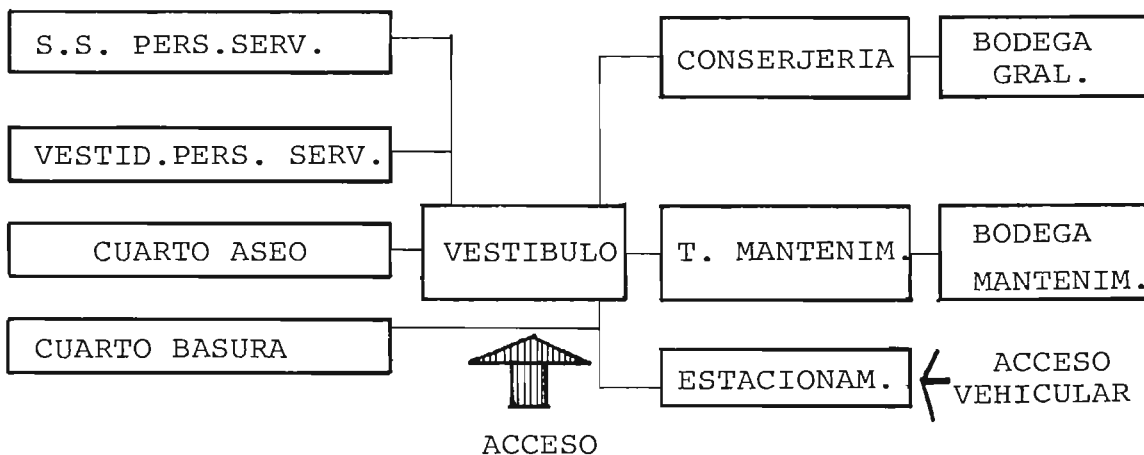 S.S. PERS.SERV.
VESTID.PERS. SERV.
CUARTO ASEO
CUARTO BASURA
VESTIBULO
ACCESO
CONSERJERIA
BODEGA
GRAL.
T. MANTENIM.
BODEGA
MANTENIM.
ESTACIONAM.
ACCESO
VEHICULAR